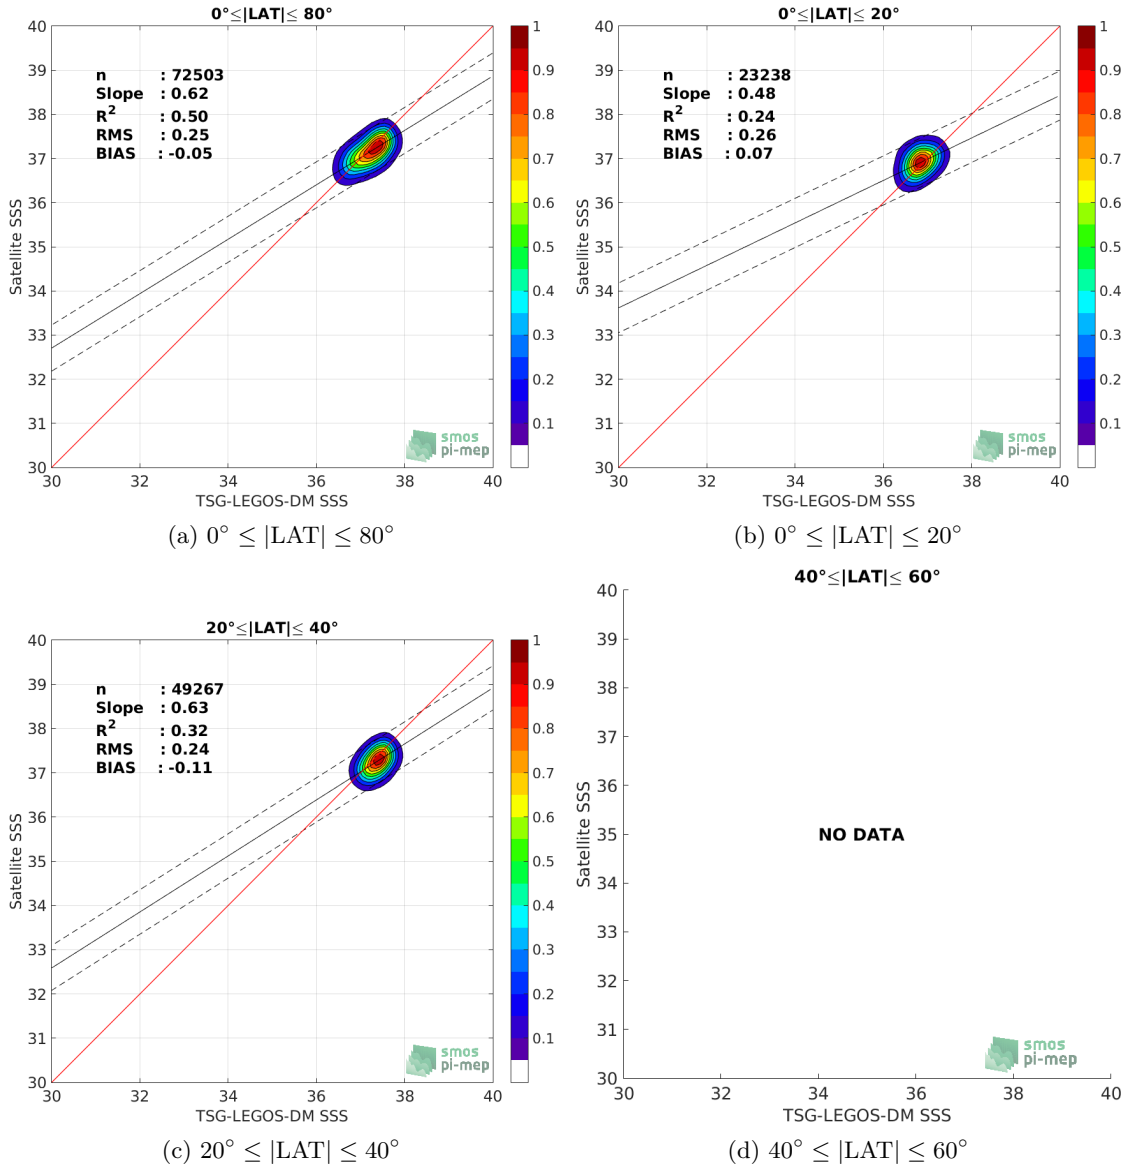 0°≤|LAT|≤ 80°
n : 72503
Slope : 0.62
R² : 0.50
RMS : 0.25
BIAS : -0.05
40
39
38
37
36
35
34
33
32
31
30
Satellite SSS
30 32 34 36 38 40
TSG-LEGOS-DM SSS
1
0.9
0.8
0.7
0.6
0.5
0.4
0.3
0.2
0.1
smos
pi-mep
(a) 0° ≤ |LAT| ≤ 80°
0°≤|LAT|≤ 20°
n : 23238
Slope : 0.48
R² : 0.24
RMS : 0.26
BIAS : 0.07
40
39
38
37
36
35
34
33
32
31
30
Satellite SSS
30 32 34 36 38 40
TSG-LEGOS-DM SSS
1
0.9
0.8
0.7
0.6
0.5
0.4
0.3
0.2
0.1
smos
pi-mep
(b) 0° ≤ |LAT| ≤ 20°
20°≤|LAT|≤ 40°
n : 49267
Slope : 0.63
R² : 0.32
RMS : 0.24
BIAS : -0.11
40
39
38
37
36
35
34
33
32
31
30
Satellite SSS
30 32 34 36 38 40
TSG-LEGOS-DM SSS
1
0.9
0.8
0.7
0.6
0.5
0.4
0.3
0.2
0.1
smos
pi-mep
(c) 20° ≤ |LAT| ≤ 40°
40°≤|LAT|≤ 60°
40
39
38
37
36
35
34
33
32
31
30
Satellite SSS
NO DATA
30 32 34 36 38 40
TSG-LEGOS-DM SSS
smos
pi-mep
(d) 40° ≤ |LAT| ≤ 60°